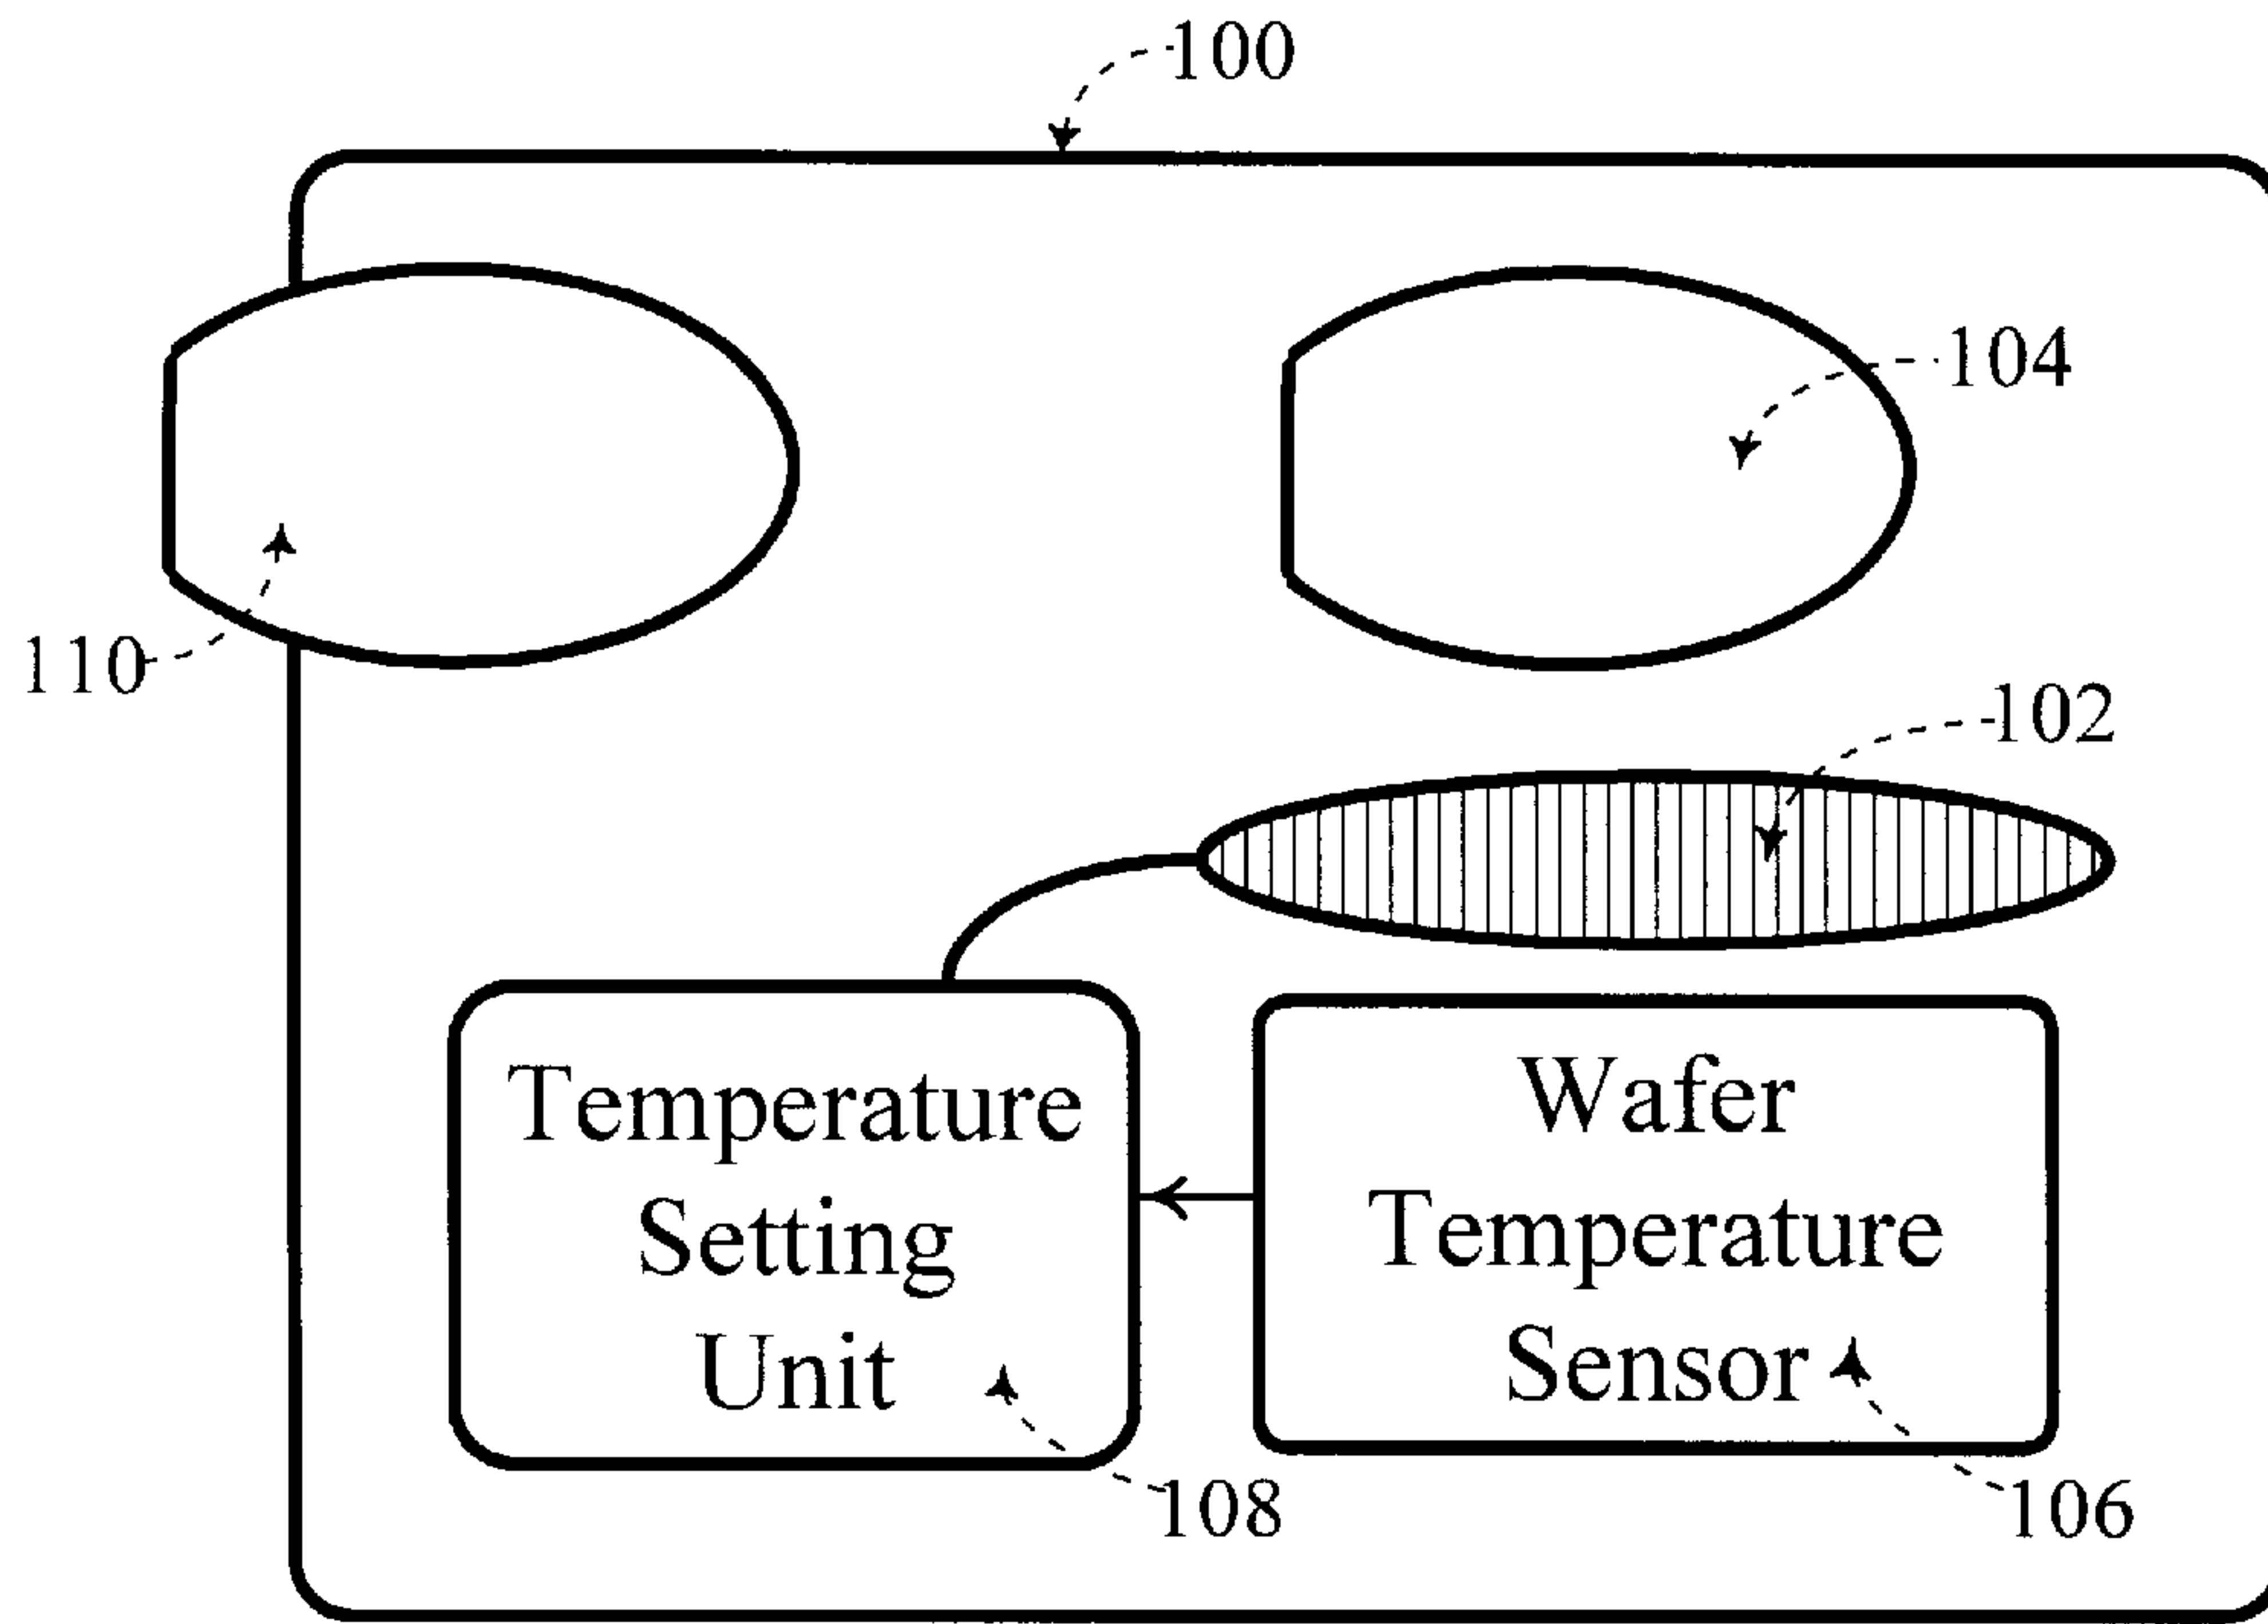 100
104
110
102
Temperature
Setting
Unit
Wafer
Temperature
Sensor
108
106